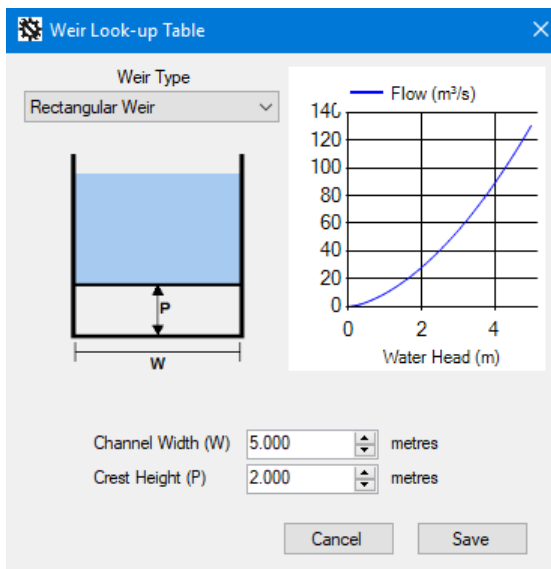 Weir Look-up Table
Weir Type
Rectangular Weir
P
W
Flow (m³/s)
140
120
100
80
60
40
20
0
0 2 4
Water Head (m)
Channel Width (W) 5.000 metres
Crest Height (P) 2.000 metres
Cancel Save